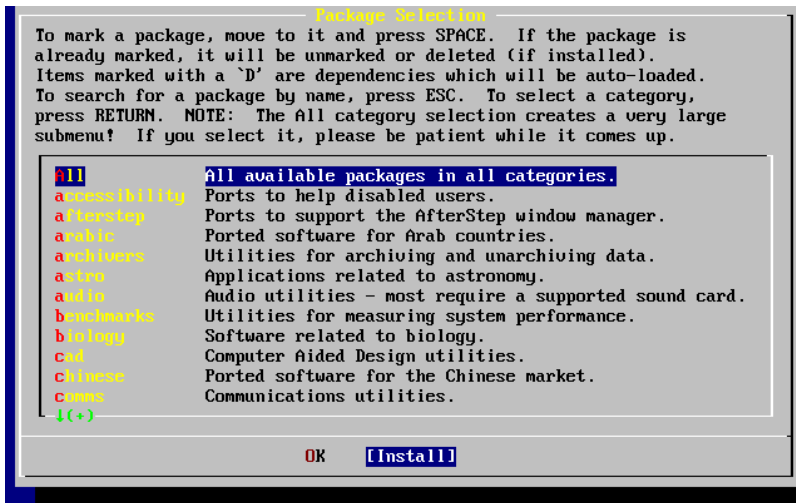 Package Selection
To mark a package, move to it and press SPACE.  If the package is
already marked, it will be unmarked or deleted (if installed).
Items marked with a `D' are dependencies which will be auto-loaded.
To search for a package by name, press ESC.  To select a category,
press RETURN.  NOTE:  The All category selection creates a very large
submenu!  If you select it, please be patient while it comes up.
All All available packages in all categories.
accessibility Ports to help disabled users.
afterstep Ports to support the AfterStep window manager.
arabic Ported software for Arab countries.
archivers Utilities for archiving and unarchiving data.
astro Applications related to astronomy.
audio Audio utilities - most require a supported sound card.
benchmarks Utilities for measuring system performance.
biology Software related to biology.
cad Computer Aided Design utilities.
chinese Ported software for the Chinese market.
comms Communications utilities.
↓(+)
OK [Install]